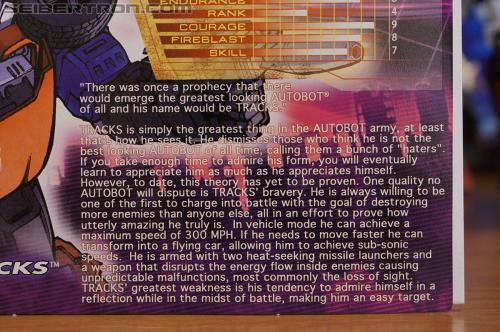 SEIBERTRON.COM
ENDURANCE
RANK
COURAGE
FIREBLAST
SKILL
4
9
8
7
"There was once a prophecy that there
would emerge the greatest looking AUTOBOT®
of all and his name would be TRACKS."
TRACKS is simply the greatest thing in the AUTOBOT army, at least
that's how he sees it. He dismisses those who think he is not the
best looking AUTOBOT of all time, calling them a bunch of "haters".
If you take enough time to admire his form, you will eventually
learn to appreciate him as much as he appreciates himself.
However, to date, this theory has yet to be proven. One quality no
AUTOBOT will dispute is TRACKS' bravery. He is always willing to be
one of the first to charge into battle with the goal of destroying
more enemies than anyone else, all in an effort to prove how
utterly amazing he truly is. In vehicle mode he can achieve a
maximum speed of 300 MPH. If he needs to move faster he can
transform into a flying car, allowing him to achieve sub-sonic
speeds. He is armed with two heat-seeking missile launchers and
a weapon that disrupts the energy flow inside enemies causing
unpredictable malfunctions, most commonly the loss of sight.
TRACKS' greatest weakness is his tendency to admire himself in a
reflection while in the midst of battle, making him an easy target.
ACKS™